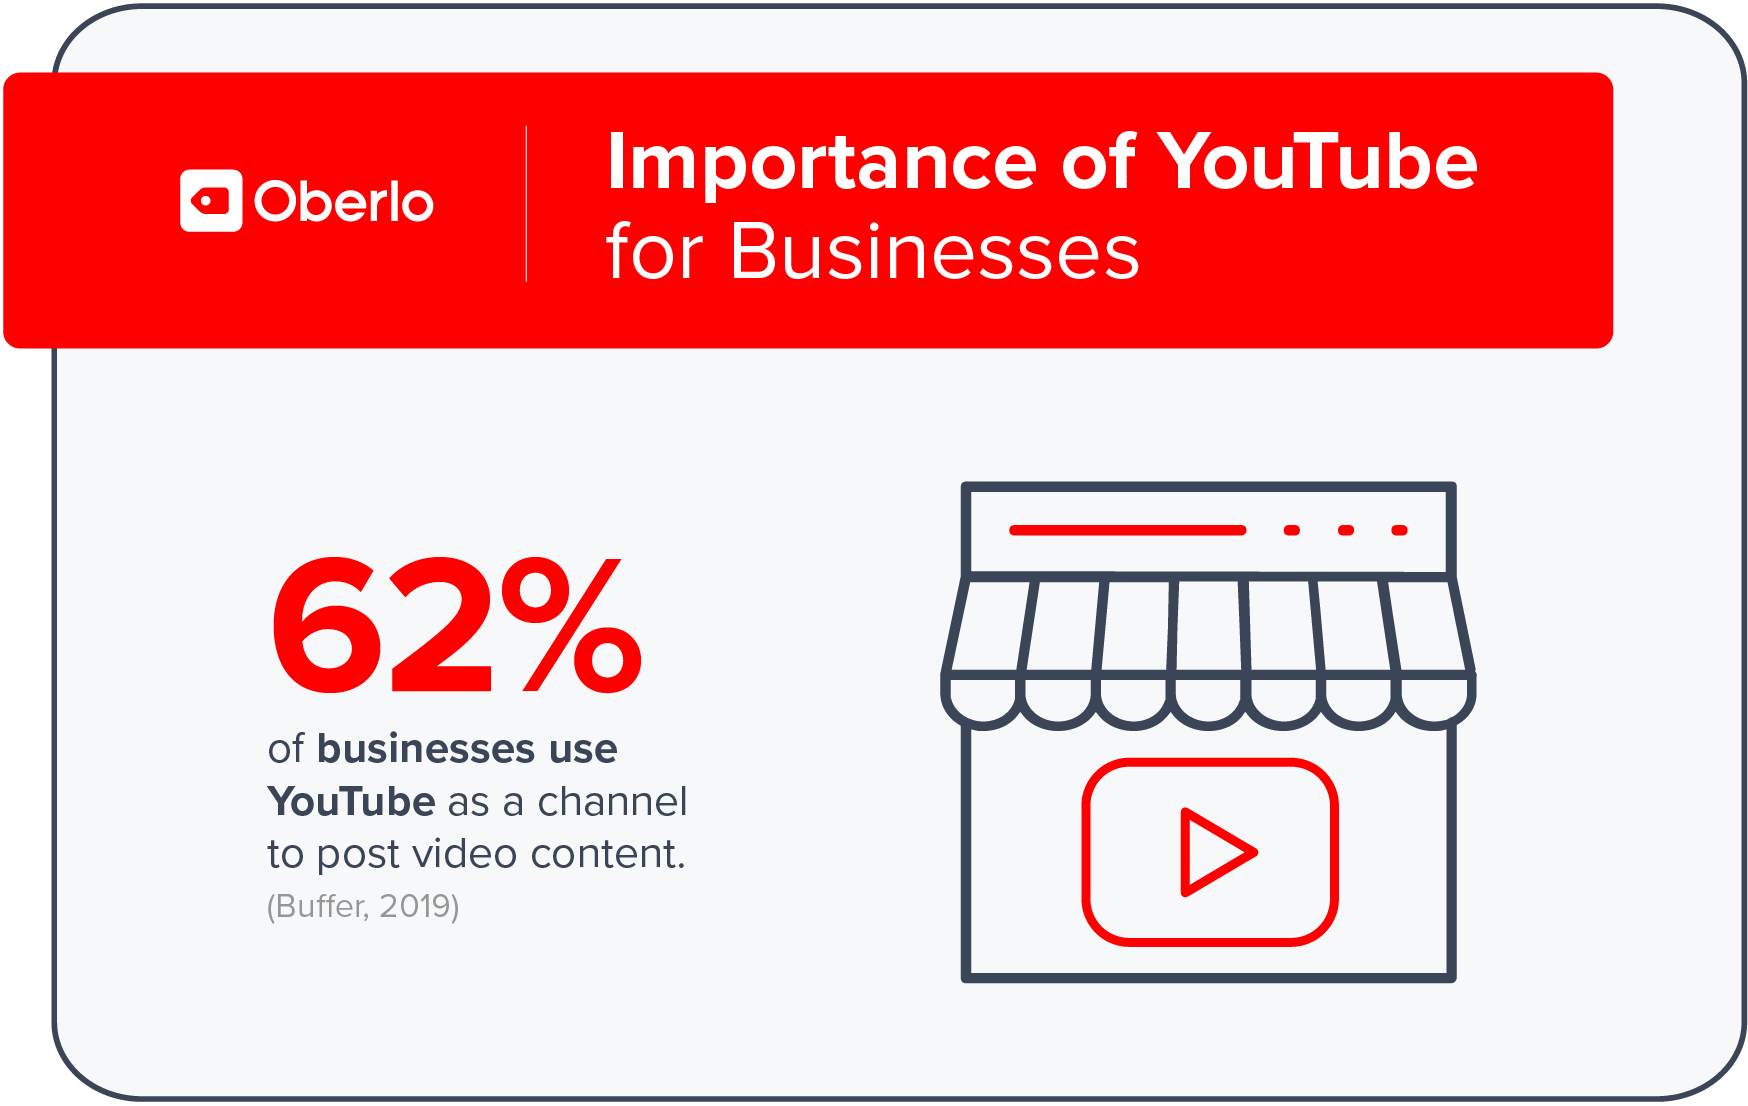 Oberlo
Importance of YouTube
for Businesses
62%
of businesses use
YouTube as a channel
to post video content.
(Buffer, 2019)